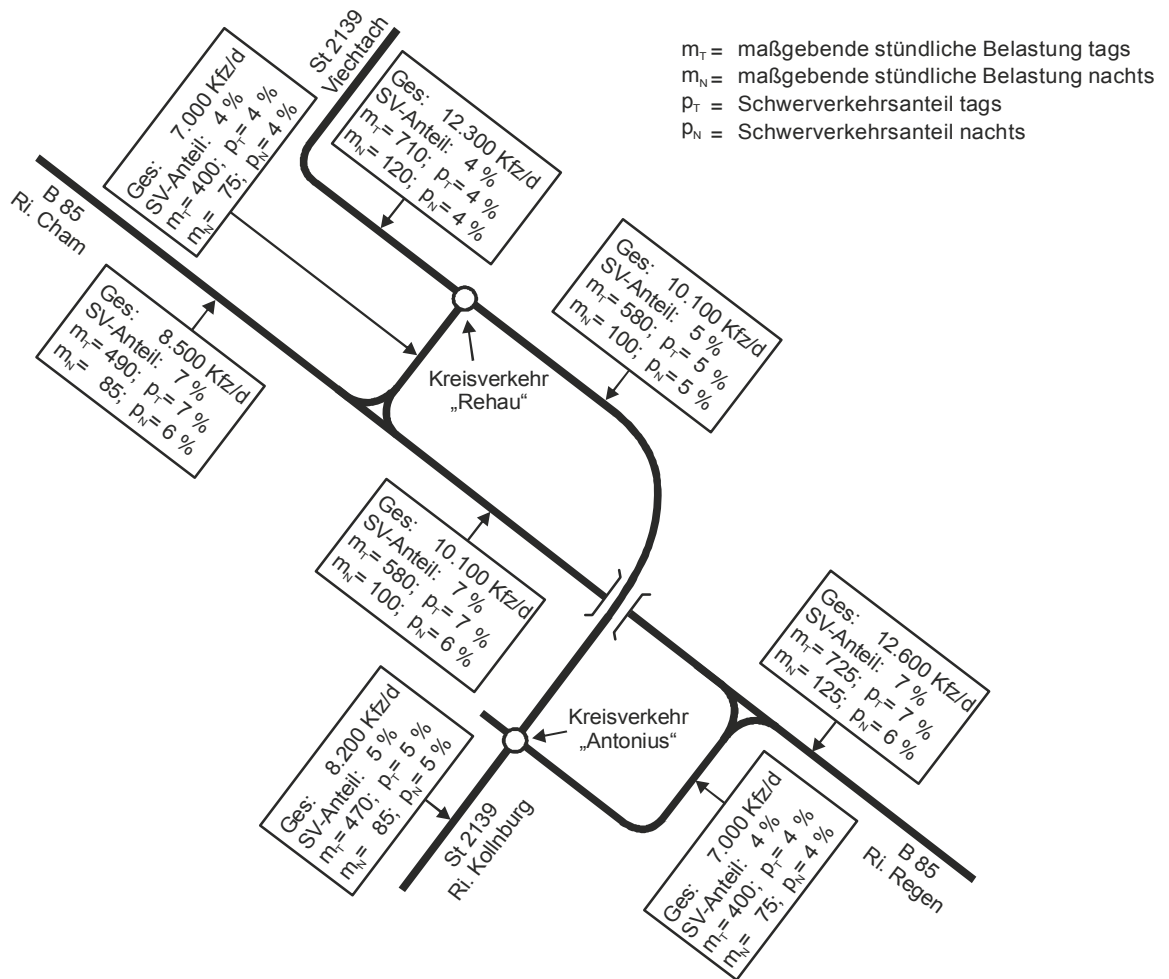 St 2139
Viechtach
m_T = maßgebende stündliche Belastung tags
m_N = maßgebende stündliche Belastung nachts
p_T = Schwerverkehrsanteil tags
p_N = Schwerverkehrsanteil nachts
Ges: 7.000 Kfz/d
SV-Anteil: 4 %
m_T = 400; p_T = 4 %
m_N = 75; p_N = 4 %
Ges: 12.300 Kfz/d
SV-Anteil: 4 %
m_T = 710; p_T = 4 %
m_N = 120; p_N = 4 %
B 85
Ri. Cham
Ges: 10.100 Kfz/d
SV-Anteil: 5 %
m_T = 580; p_T = 5 %
m_N = 100; p_N = 5 %
Ges: 8.500 Kfz/d
SV-Anteil: 7 %
m_T = 490; p_T = 7 %
m_N = 85; p_N = 6 %
Kreisverkehr
„Rehau“
Ges: 10.100 Kfz/d
SV-Anteil: 7 %
m_T = 580; p_T = 7 %
m_N = 100; p_N = 6 %
Ges: 12.600 Kfz/d
SV-Anteil: 7 %
m_T = 725; p_T = 7 %
m_N = 125; p_N = 6 %
Kreisverkehr
„Antonius“
Ges: 8.200 Kfz/d
SV-Anteil: 5 %
m_T = 470; p_T = 5 %
m_N = 85; p_N = 5 %
St 2139
Ri. Kollnburg
Ges: 7.000 Kfz/d
SV-Anteil: 4 %
m_T = 400; p_T = 4 %
m_N = 75; p_N = 4 %
B 85
Ri. Regen